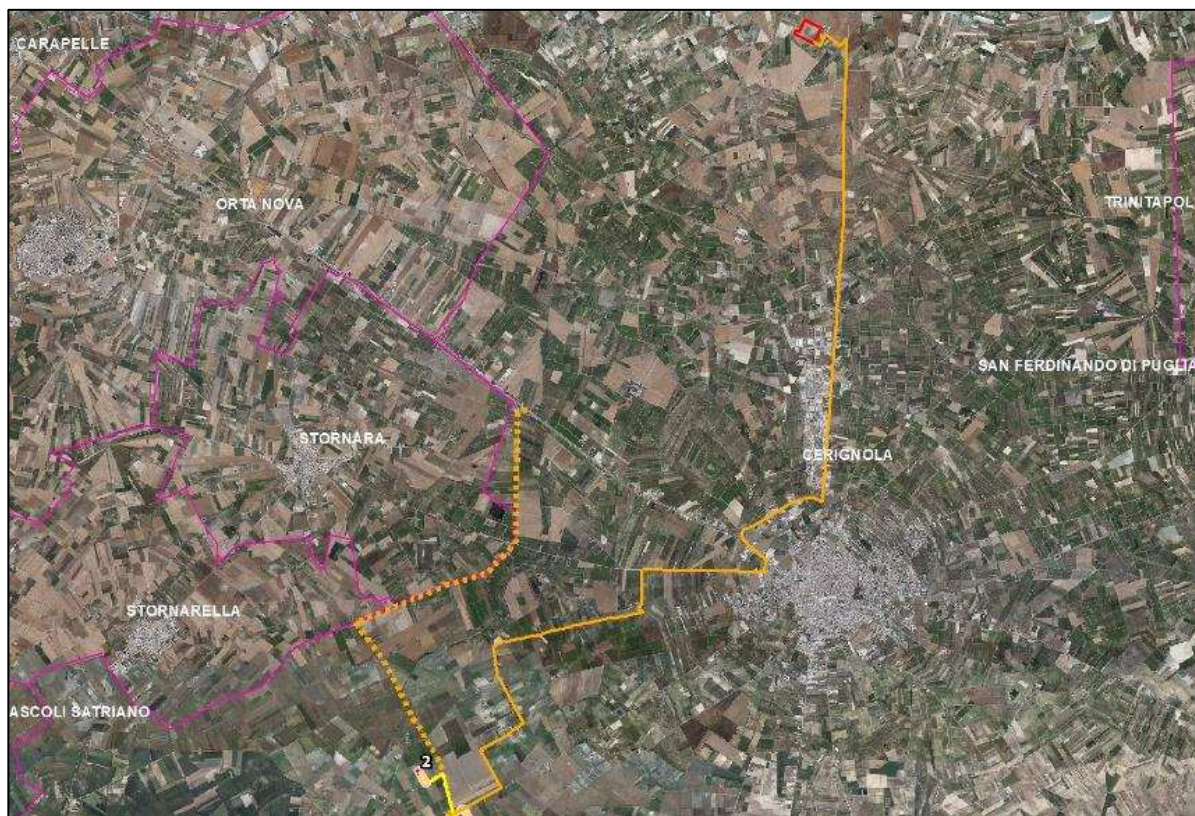 CARAPELLE
ORTA NOVA
TRINITAPOL
SAN FERDINANDO DI PUGLIA
STORNARA
CERIGNOLA
STORNARELLA
ASCOLI SATRIANO
2